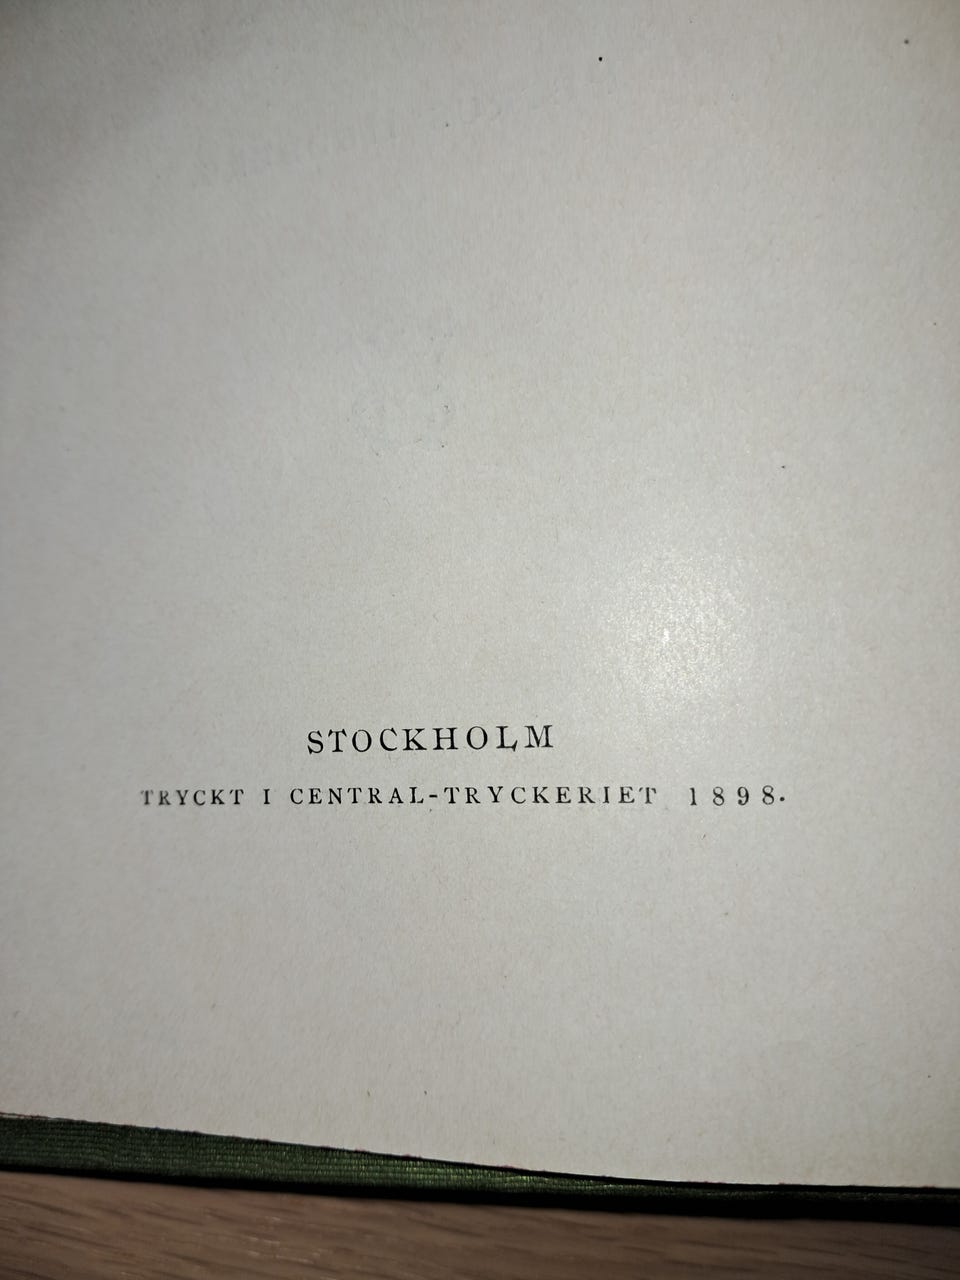 STOCKHOLM
TRYCKT I CENTRAL-TRYCKERIET 1898.